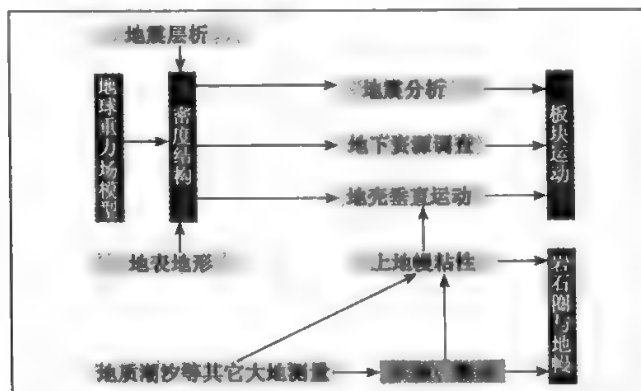 地震层析
地球重力场模型
密度结构
地震分析
地下资源调查
地壳垂直运动
板块运动
地表地形
上地幔粘性
岩石圈与地幔
地质潮汐等其它大地测量